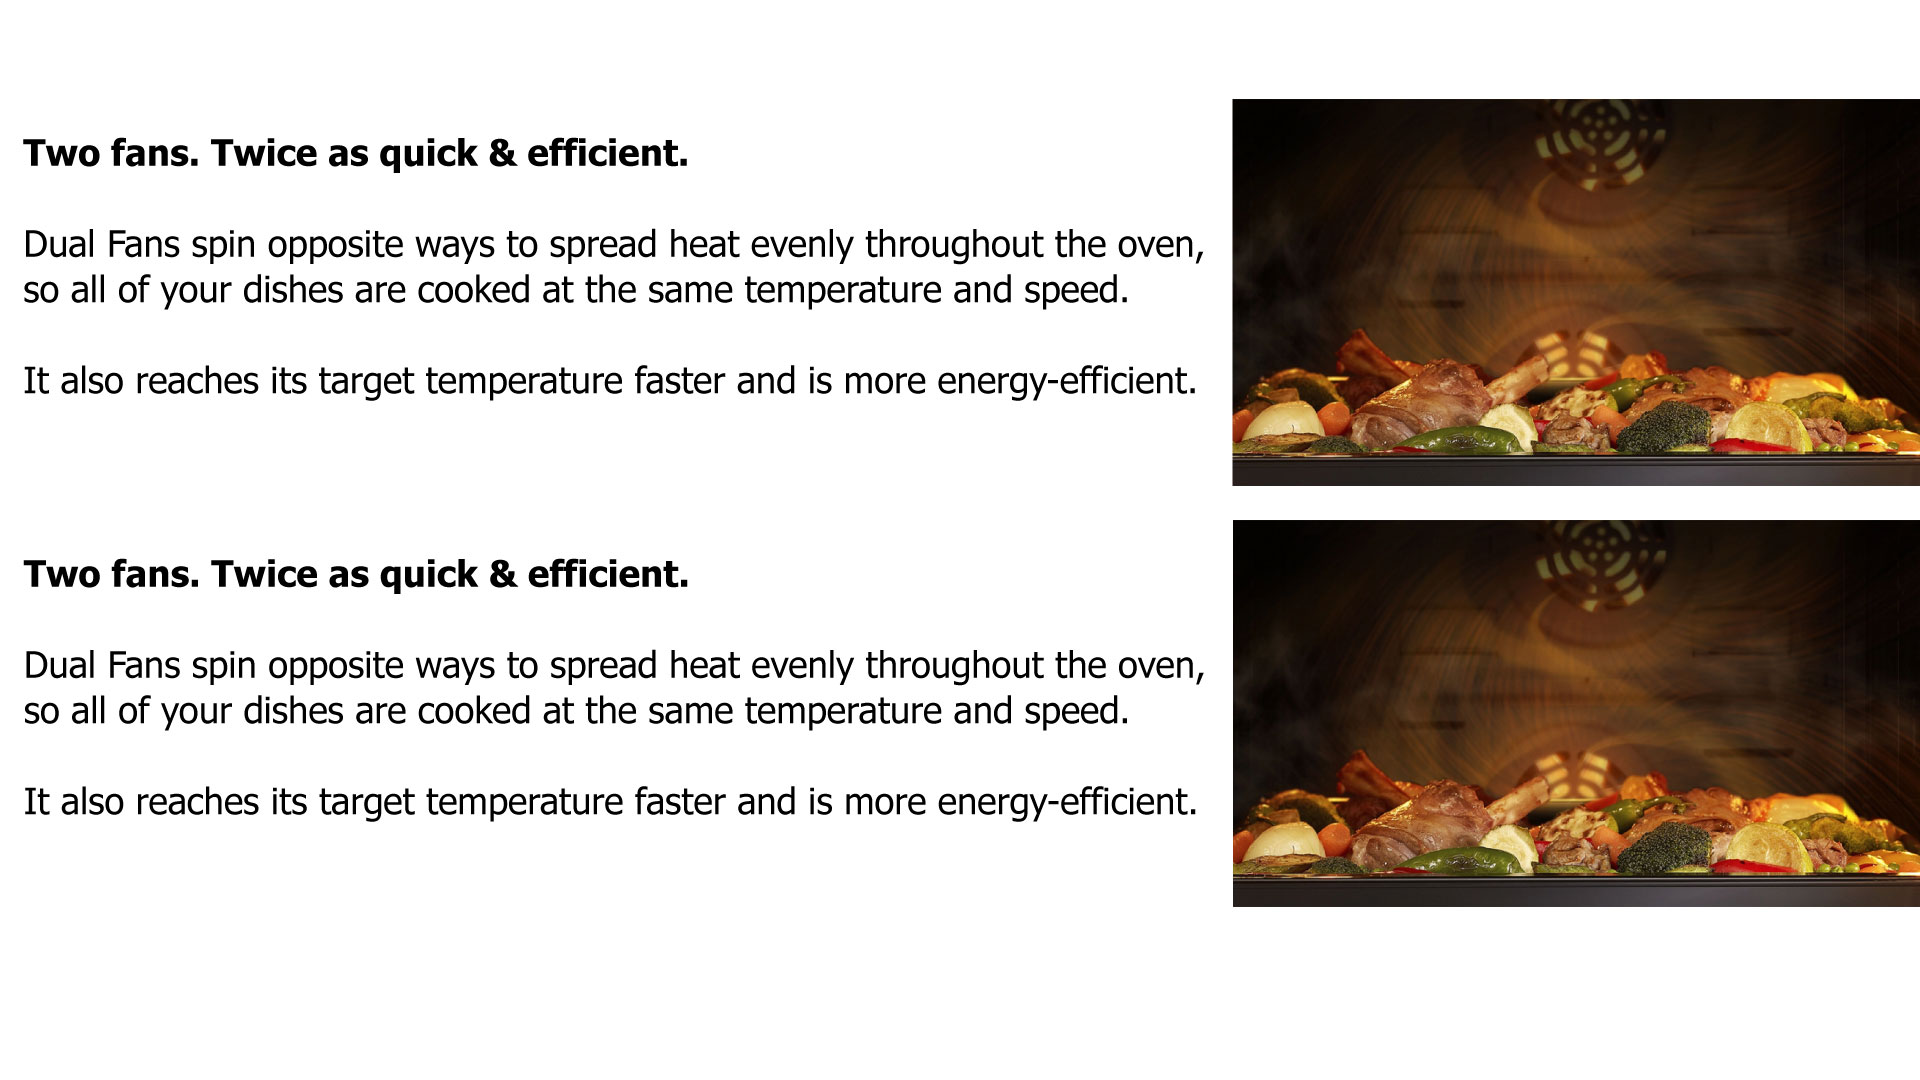 Two fans. Twice as quick & efficient.
Dual Fans spin opposite ways to spread heat evenly throughout the oven,
so all of your dishes are cooked at the same temperature and speed.
It also reaches its target temperature faster and is more energy-efficient.
Two fans. Twice as quick & efficient.
Dual Fans spin opposite ways to spread heat evenly throughout the oven,
so all of your dishes are cooked at the same temperature and speed.
It also reaches its target temperature faster and is more energy-efficient.